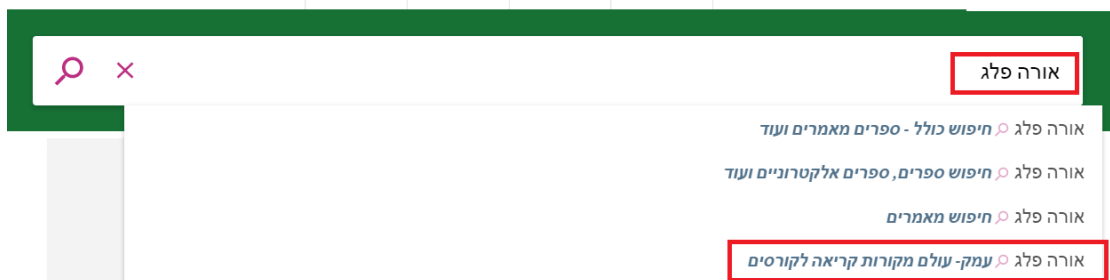 אורה פלג
אורה פלג חיפוש כולל - ספרים מאמרים ועוד
אורה פלג חיפוש ספרים, ספרים אלקטרוניים ועוד
אורה פלג חיפוש מאמרים
אורה פלג עמק- עולם מקורות קריאה לקורסים